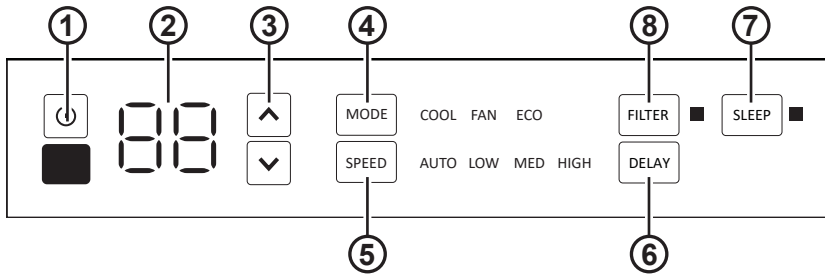 1 2 3 4 8 7
88 MODE COOL FAN ECO FILTER SLEEP
SPEED AUTO LOW MED HIGH DELAY
5 6